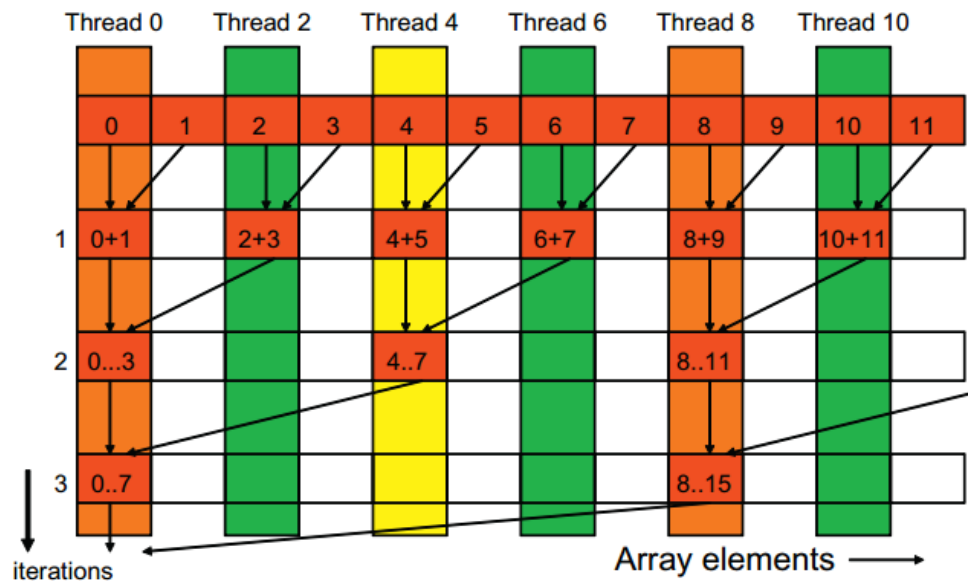 Thread 0 Thread 2 Thread 4 Thread 6 Thread 8 Thread 10
0 1 2 3 4 5 6 7 8 9 10 11
1 0+1 2+3 4+5 6+7 8+9 10+11
2 0...3 4..7 8..11
3 0..7 8..15
iterations
Array elements